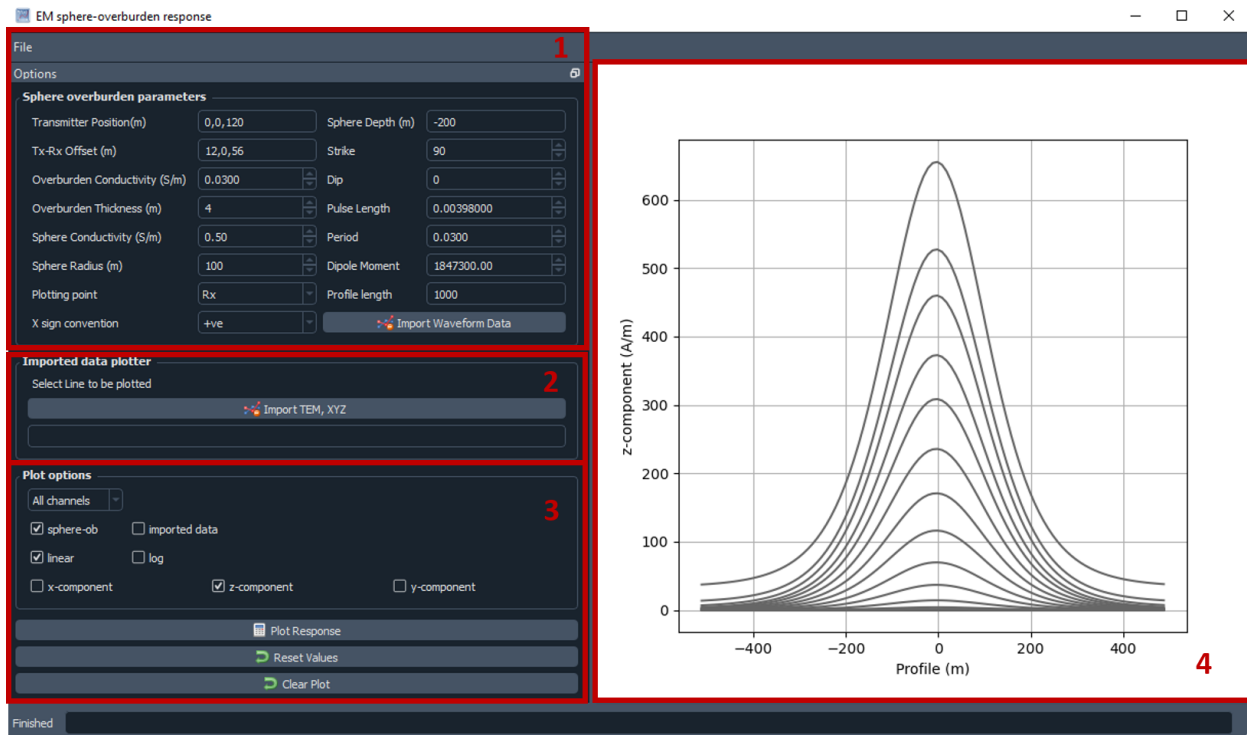 EM sphere-overburden response
File
1
Options
Sphere overburden parameters
Transmitter Position(m) 0,0,120 Sphere Depth (m) -200
Tx-Rx Offset (m) 12,0,56 Strike 90
Overburden Conductivity (S/m) 0.0300 Dip 0
Overburden Thickness (m) 4 Pulse Length 0.00398000
Sphere Conductivity (S/m) 0.50 Period 0.0300
Sphere Radius (m) 100 Dipole Moment 1847300.00
Plotting point Rx Profile length 1000
X sign convention +ve Import Waveform Data
Imported data plotter
2
Select Line to be plotted
Import TEM, XYZ
Plot options
All channels
3
sphere-ob imported data
linear log
x-component z-component y-component
Plot Response
Reset Values
Clear Plot
Finished
z-component (A/m)
600
500
400
300
200
100
0
−400 −200 0 200 400
Profile (m)
4